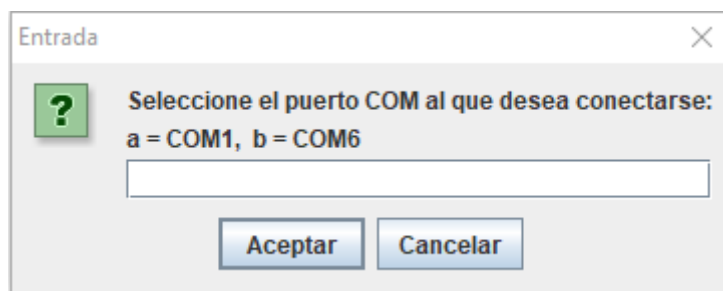 Entrada
Seleccione el puerto COM al que desea conectarse:
a = COM1,  b = COM6
Aceptar
Cancelar